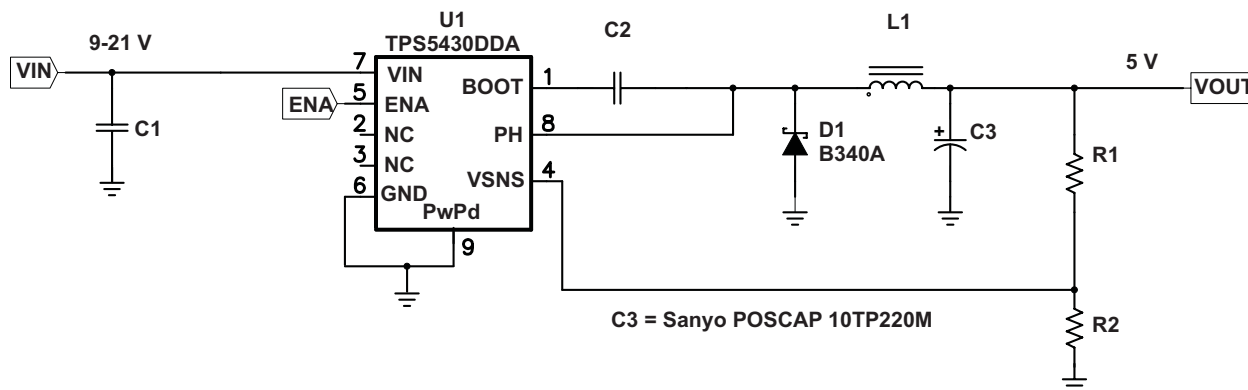 U1
TPS5430DDA
C2
L1
9-21 V
5 V
VIN
7
VIN
BOOT
1
VOUT
5
ENA
ENA
2
NC
PH
8
C1
D1
B340A
+
C3
R1
3
NC
VSNS
4
6
GND
PwPd
9
C3 = Sanyo POSCAP 10TP220M
R2